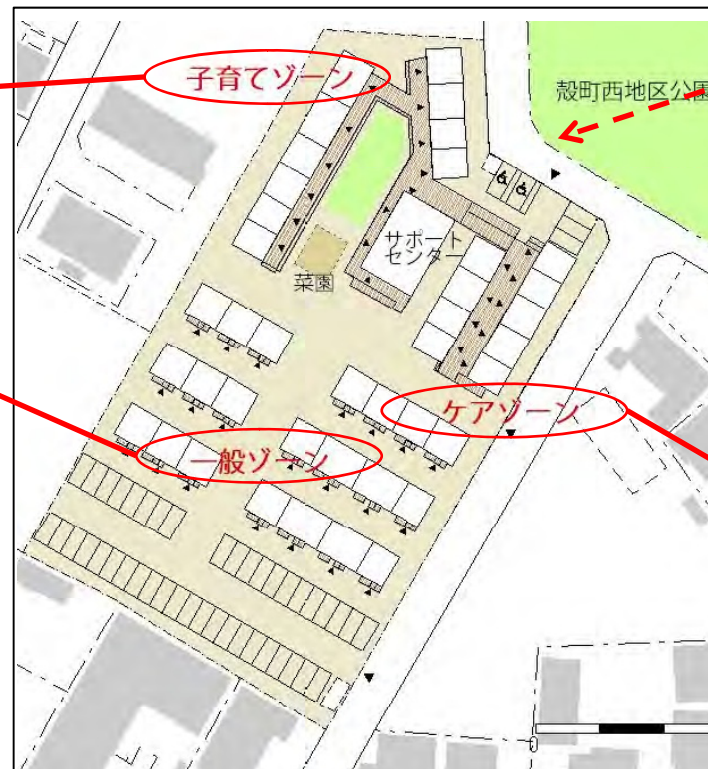 子育てゾーン
殻町西地区公園
サポート
センター
菜園
ケアゾーン
一般ゾーン